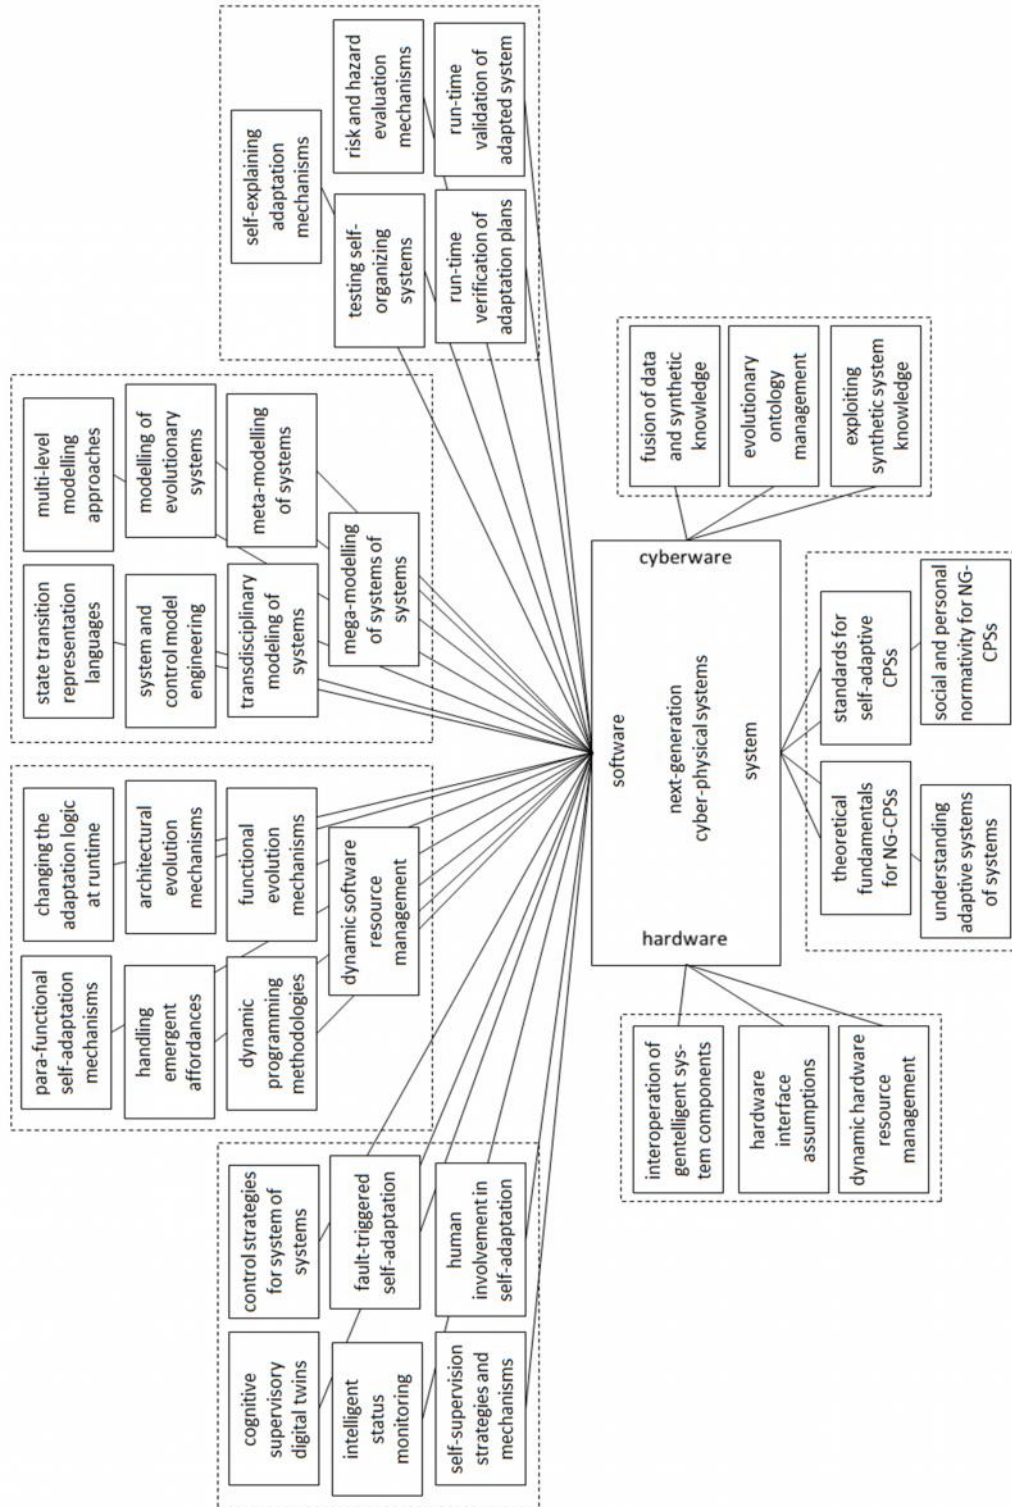 cognitive
supervisory
digital twins
control strategies
for system of
systems
intelligent
status
monitoring
fault-triggered
self-adaptation
self-supervision
strategies and
mechanisms
human
involvement in
self-adaptation
para-functional
self-adaptation
mechanisms
changing the
adaptation logic
at runtime
handling
emergent
affordances
architectural
evolution
mechanisms
dynamic
programming
methodologies
functional
evolution
mechanisms
dynamic software
resource
management
state transition
representation
languages
multi-level
modelling
approaches
system and
control model
engineering
modelling of
evolutionary
systems
transdisciplinary
modeling of
systems
meta-modelling
of systems
mega-modelling
of systems of
systems
self-explaining
adaptation
mechanisms
testing self-
organizing
systems
risk and hazard
evaluation
mechanisms
run-time
verification of
adaptation plans
run-time
validation of
adapted system
interoperation of
gentelligent sys-
tem components
hardware
interface
assumptions
dynamic hardware
resource
management
software
hardware
next-generation
cyber-physical systems
cyberware
system
fusion of data
and synthetic
knowledge
evolutionary
ontology
management
exploiting
synthetic system
knowledge
theoretical
fundamentals
for NG-CPSs
standards for
self-adaptive
CPSs
understanding
adaptive systems
of systems
social and personal
normativity for NG-
CPSs